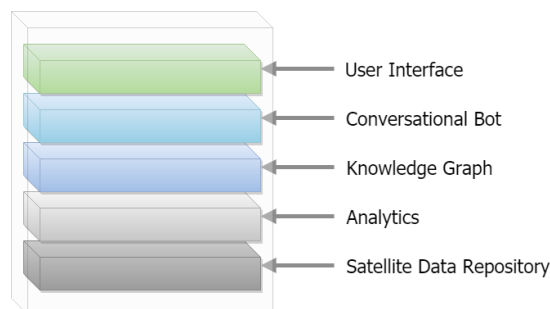 User Interface
Conversational Bot
Knowledge Graph
Analytics
Satellite Data Repository